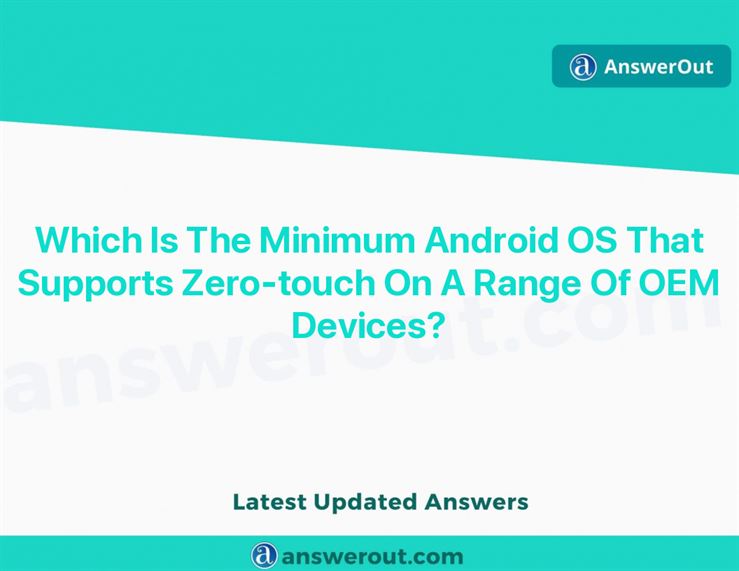 AnswerOut
Which Is The Minimum Android OS That
Supports Zero-touch On A Range Of OEM
Devices?
answerout.com
Latest Updated Answers
answerout.com